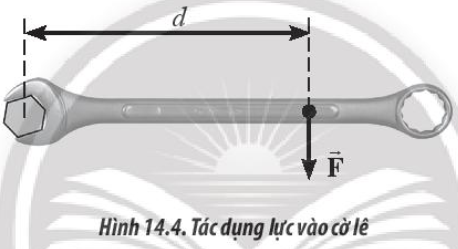 d
F⃗
Hình 14.4. Tác dụng lực vào cờ lê